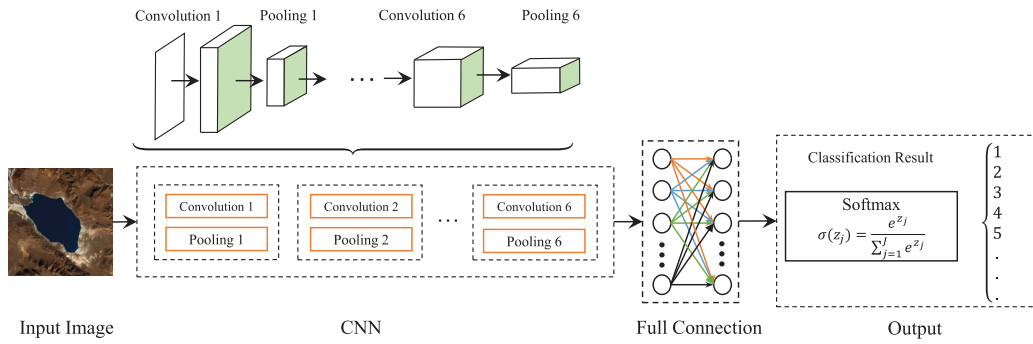 Convolution 1
Pooling 1
Convolution 6
Pooling 6
. . .
Convolution 1
Pooling 1
Convolution 2
Pooling 2
...
Convolution 6
Pooling 6
Classification Result
Softmax
σ(z_j) = e^{z_j} / ∑_{j=1}^{J} e^{z_j}
1
2
3
4
5
.
.
.
Input Image
CNN
Full Connection
Output